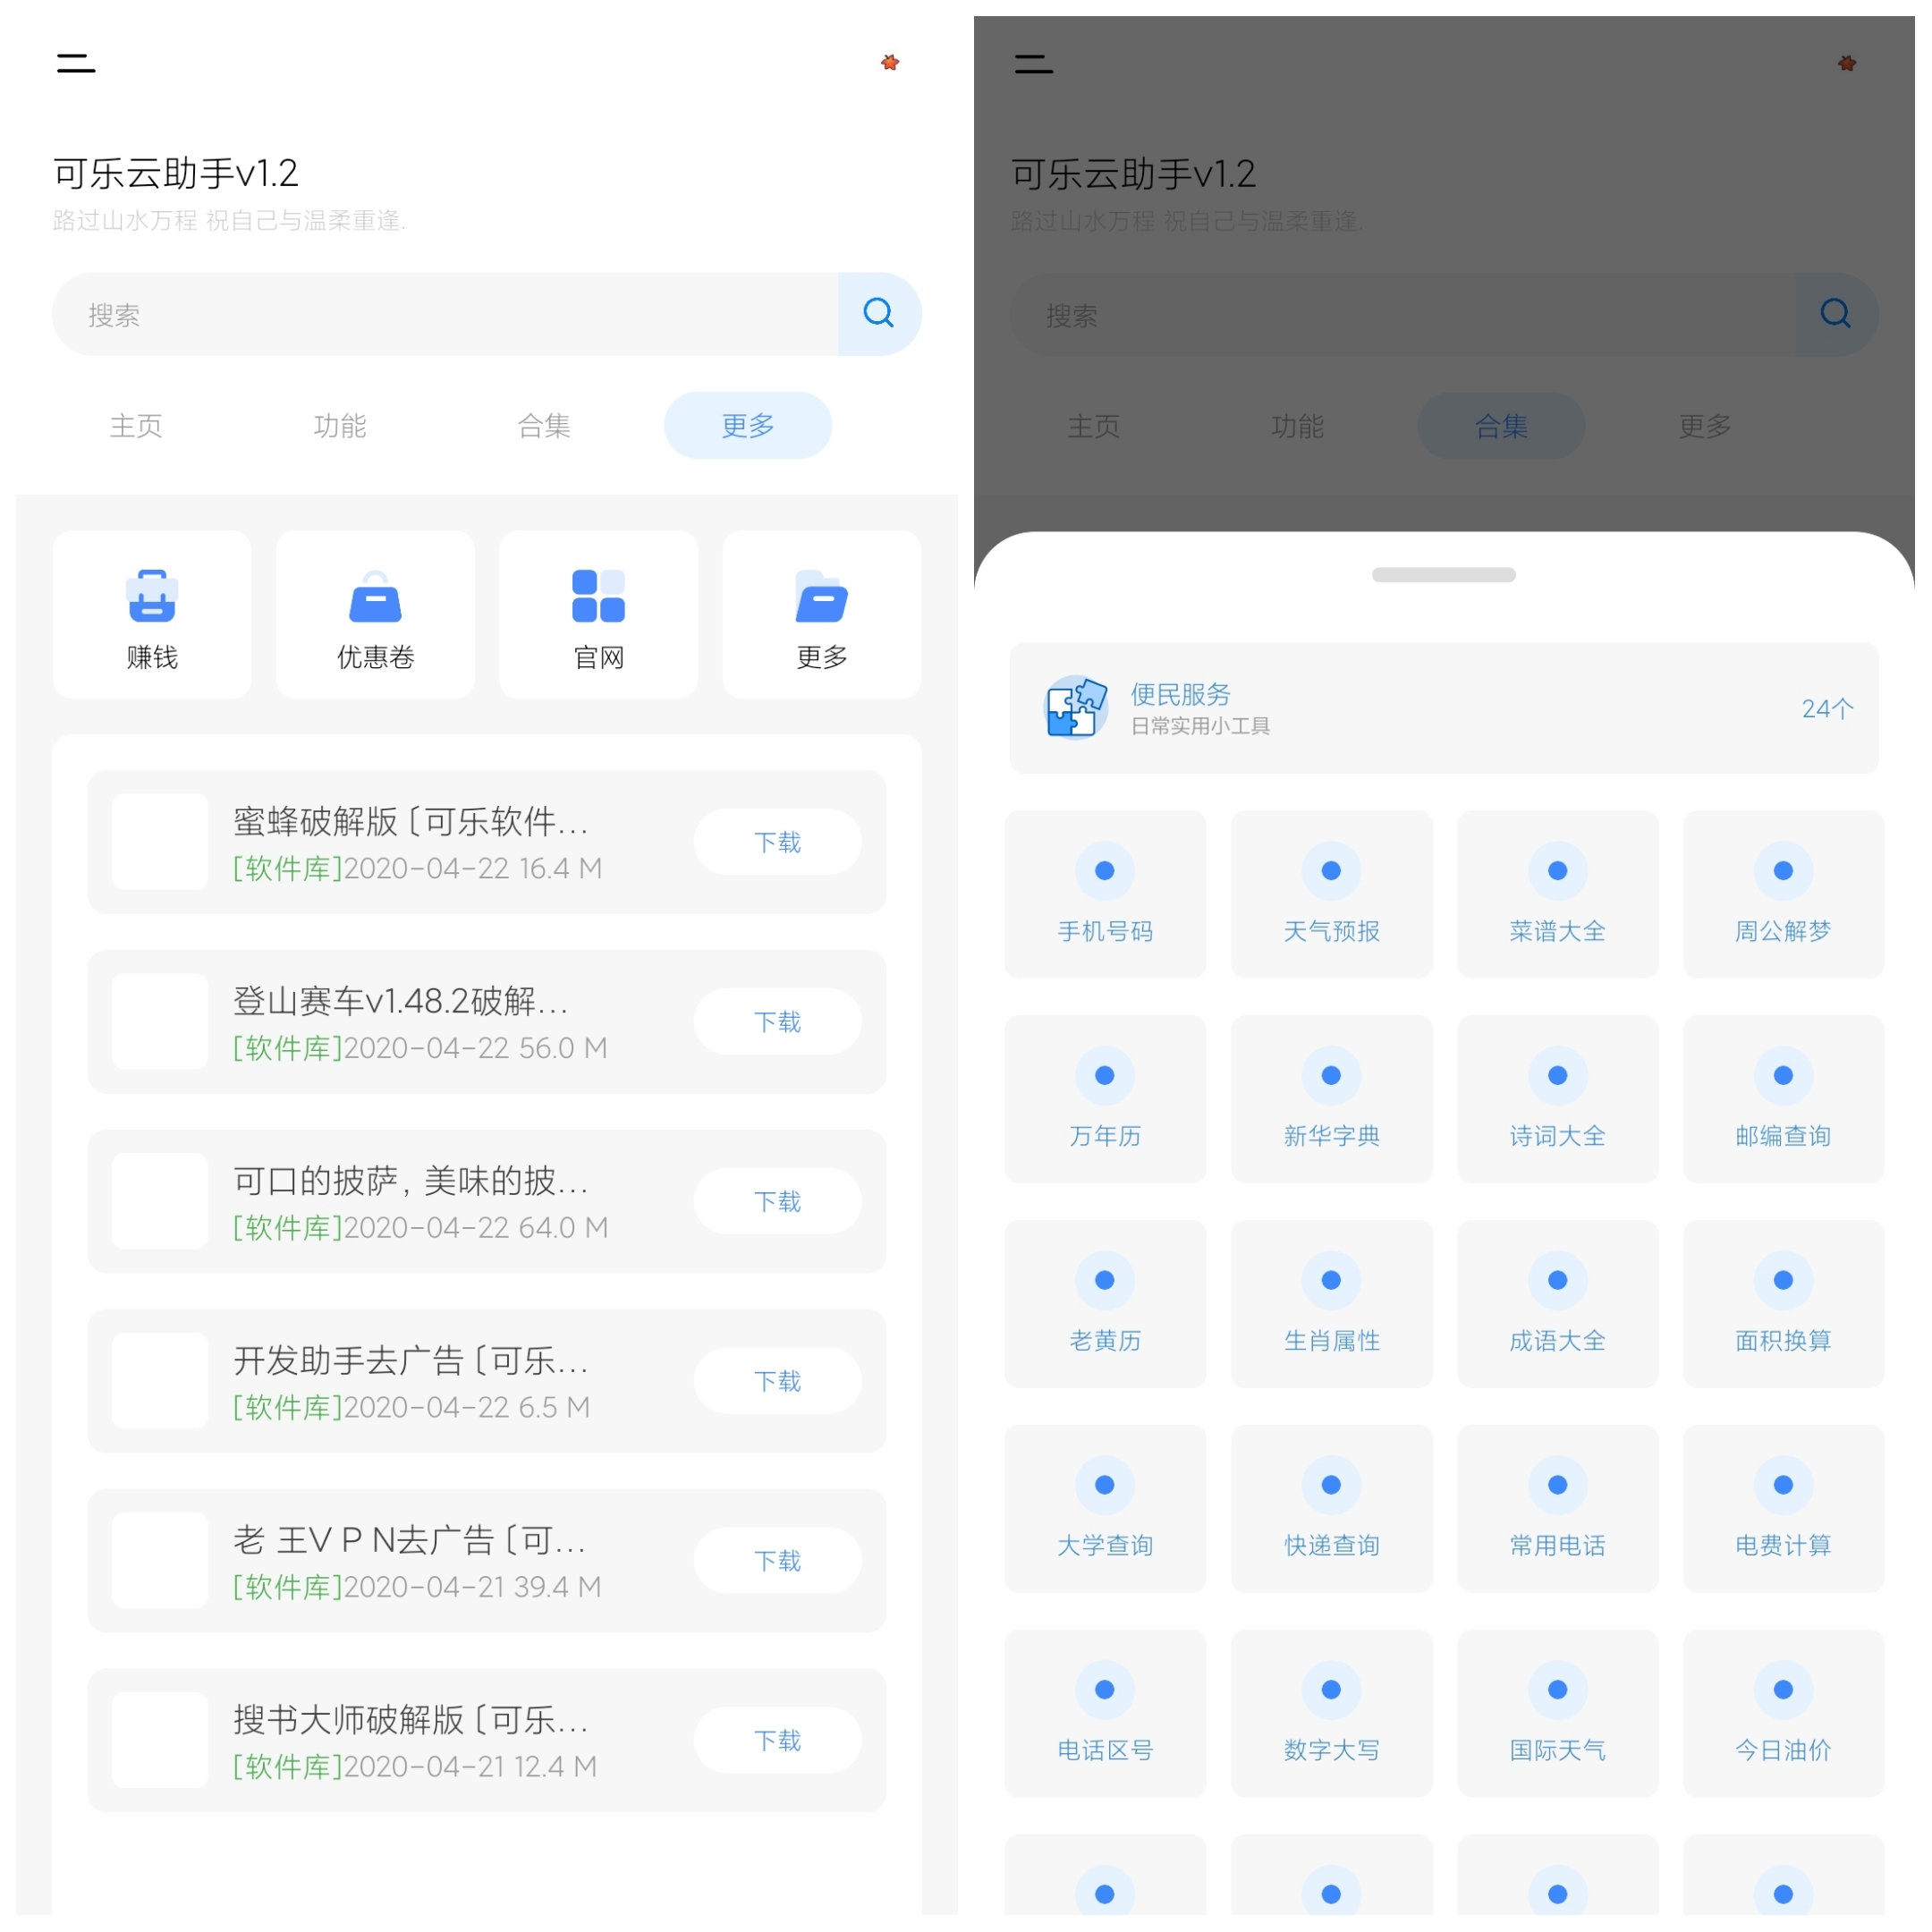 可乐云助手v1.2
路过山水万程 祝自己与温柔重逢.
搜索
主页 功能 合集 更多
赚钱 优惠卷 官网 更多
蜜蜂破解版〔可乐软件...
[软件库]2020-04-22 16.4 M
下载
登山赛车v1.48.2破解...
[软件库]2020-04-22 56.0 M
下载
可口的披萨，美味的披...
[软件库]2020-04-22 64.0 M
下载
开发助手去广告〔可乐...
[软件库]2020-04-22 6.5 M
下载
老 王V P N去广告〔可...
[软件库]2020-04-21 39.4 M
下载
搜书大师破解版〔可乐...
[软件库]2020-04-21 12.4 M
下载
可乐云助手v1.2
路过山水万程 祝自己与温柔重逢.
搜索
主页 功能 合集 更多
便民服务
日常实用小工具
24个
手机号码 天气预报 菜谱大全 周公解梦
万年历 新华字典 诗词大全 邮编查询
老黄历 生肖属性 成语大全 面积换算
大学查询 快递查询 常用电话 电费计算
电话区号 数字大写 国际天气 今日油价